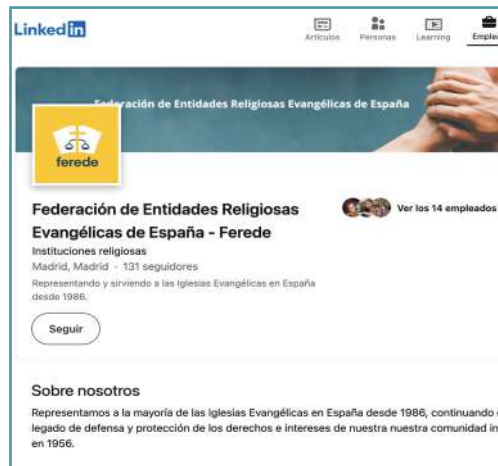 Linked in
Artículos Personas Learning
Federación de Entidades Religiosas Evangélicas de España
ferede
Federación de Entidades Religiosas
Evangélicas de España - Ferede
Ver los 14 empleados
Instituciones religiosas
Madrid, Madrid · 131 seguidores
Representando y sirviendo a las Iglesias Evangélicas en España
desde 1986.
Seguir
Sobre nosotros
Representamos a la mayoría de las Iglesias Evangélicas en España desde 1986, continuando
legado de defensa y protección de los derechos e intereses de nuestra nuestra comunidad
en 1956.